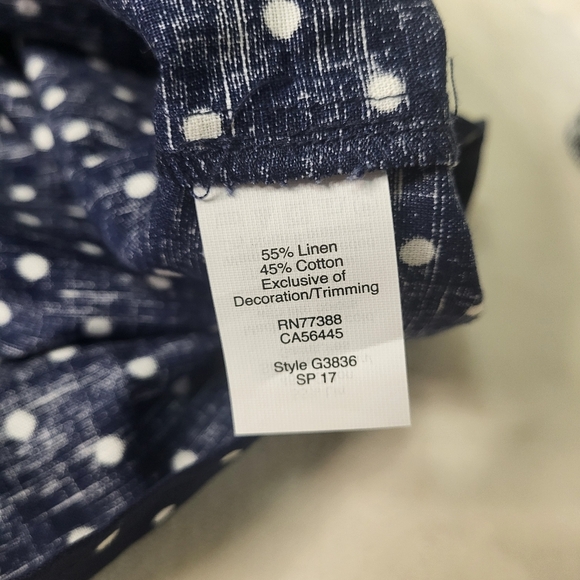 55% Linen
45% Cotton
Exclusive of
Decoration/Trimming
RN77388
CA56445
Style G3836
SP 17